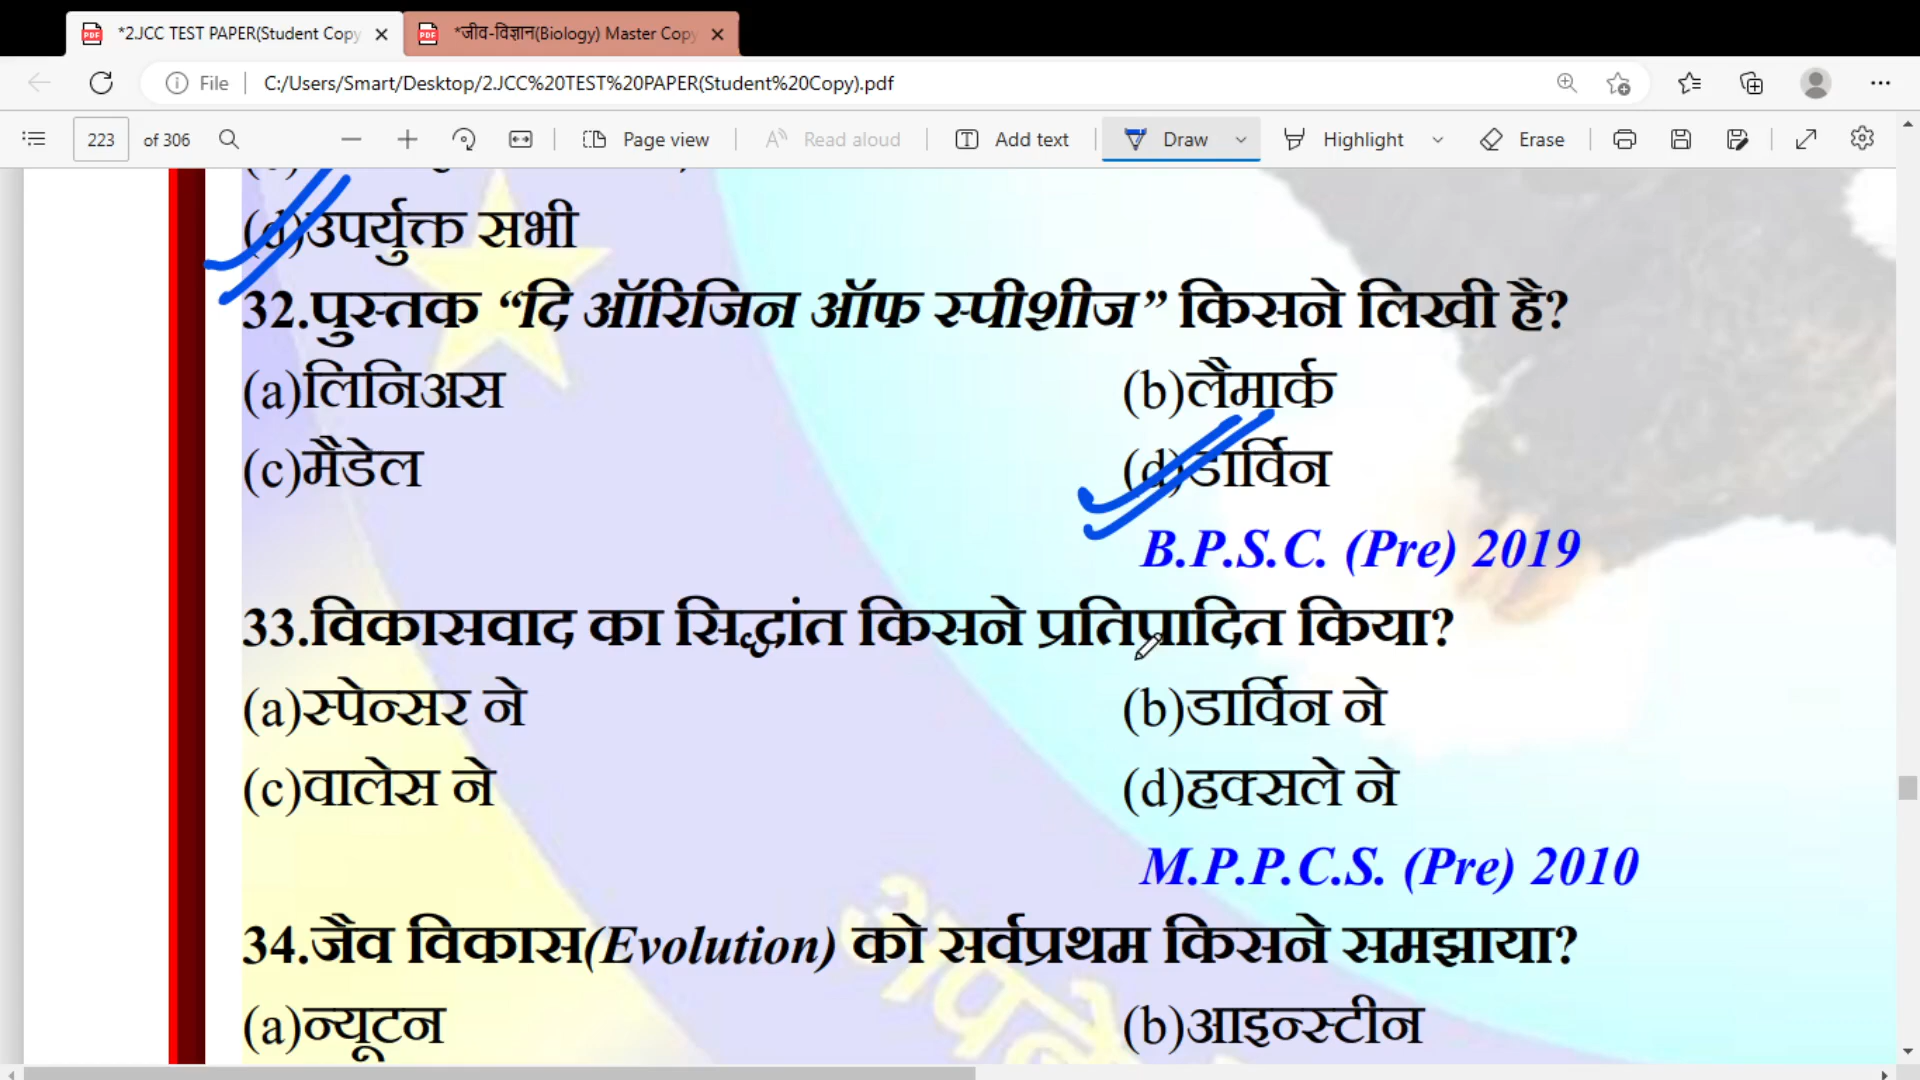 *2.JCC TEST PAPER(Student Copy
*जीव-विज्ञान(Biology) Master Copy
File
C:/Users/Smart/Desktop/2.JCC%20TEST%20PAPER(Student%20Copy).pdf
223 of 306
Page view
Read aloud
Add text
Draw
Highlight
Erase
(d)उपर्युक्त सभी
32.पुस्तक “दि ऑरिजिन ऑफ स्पीशीज” किसने लिखी है?
(a)लिनिअस (b)लैमार्क
(c)मैडेल (d)डार्विन
B.P.S.C. (Pre) 2019
33.विकासवाद का सिद्धांत किसने प्रतिपादित किया?
(a)स्पेन्सर ने (b)डार्विन ने
(c)वालेस ने (d)हक्सले ने
M.P.P.C.S. (Pre) 2010
34.जैव विकास(Evolution) को सर्वप्रथम किसने समझाया?
(a)न्यूटन (b)आइन्स्टीन